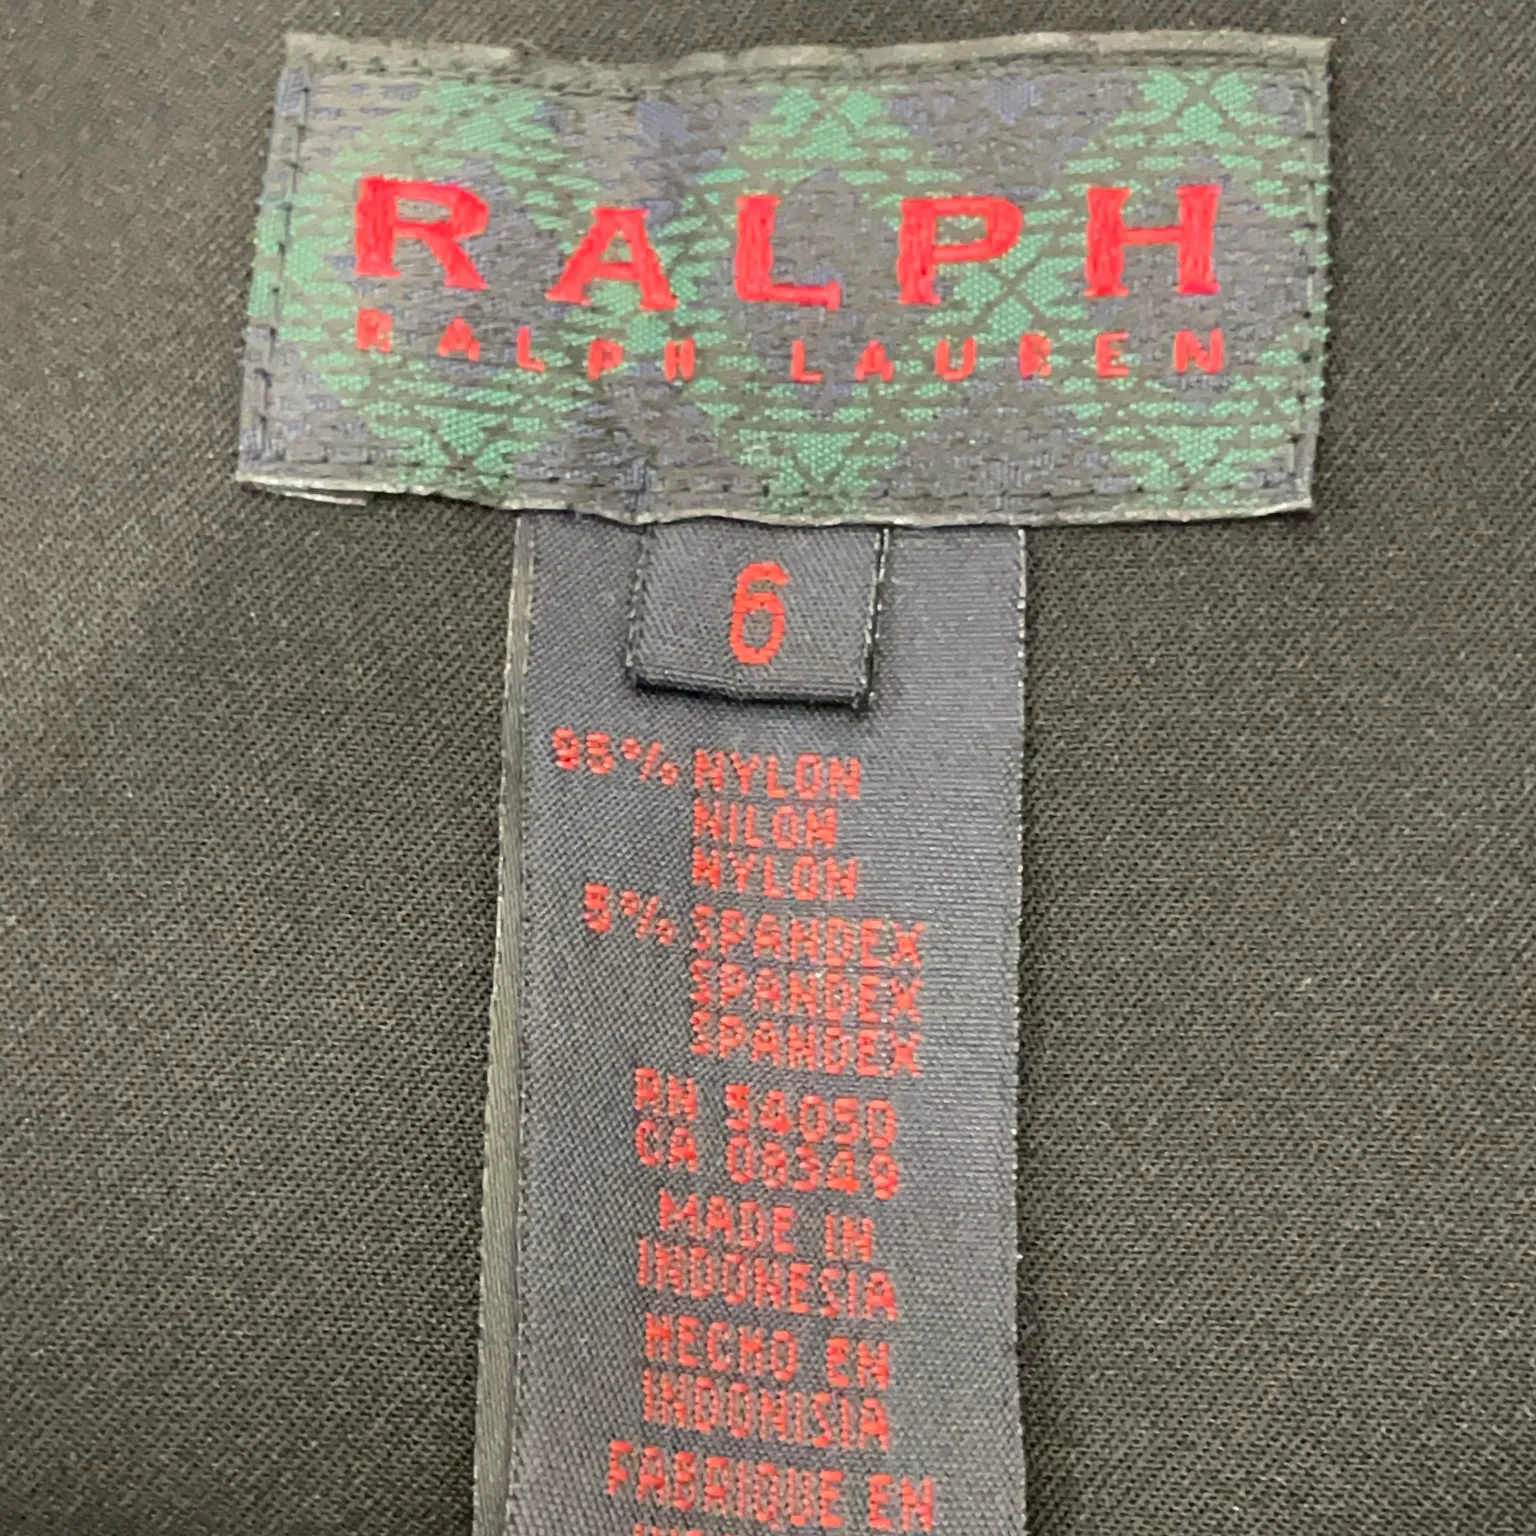 RALPH
RALPH LAUREN
6
95% NYLON
NILON
NYLON
5% SPANDEX
SPANDEX
SPANDEX
RN 54050
CA 08349
MADE IN
INDONESIA
HECHO EN
INDONISIA
FABRIQUE EN